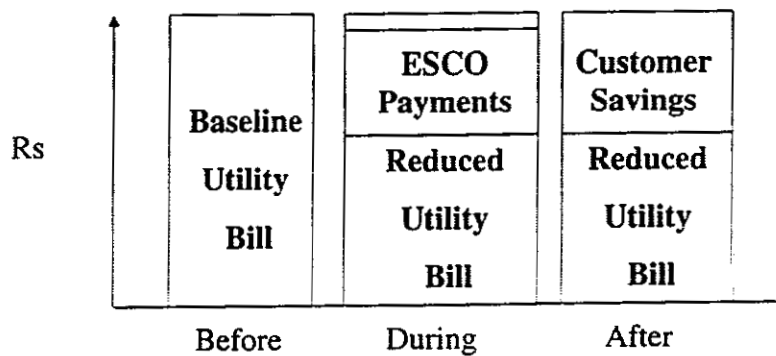 Rs
Baseline
Utility
Bill
ESCO
Payments
Reduced
Utility
Bill
Customer
Savings
Reduced
Utility
Bill
Before
During
After